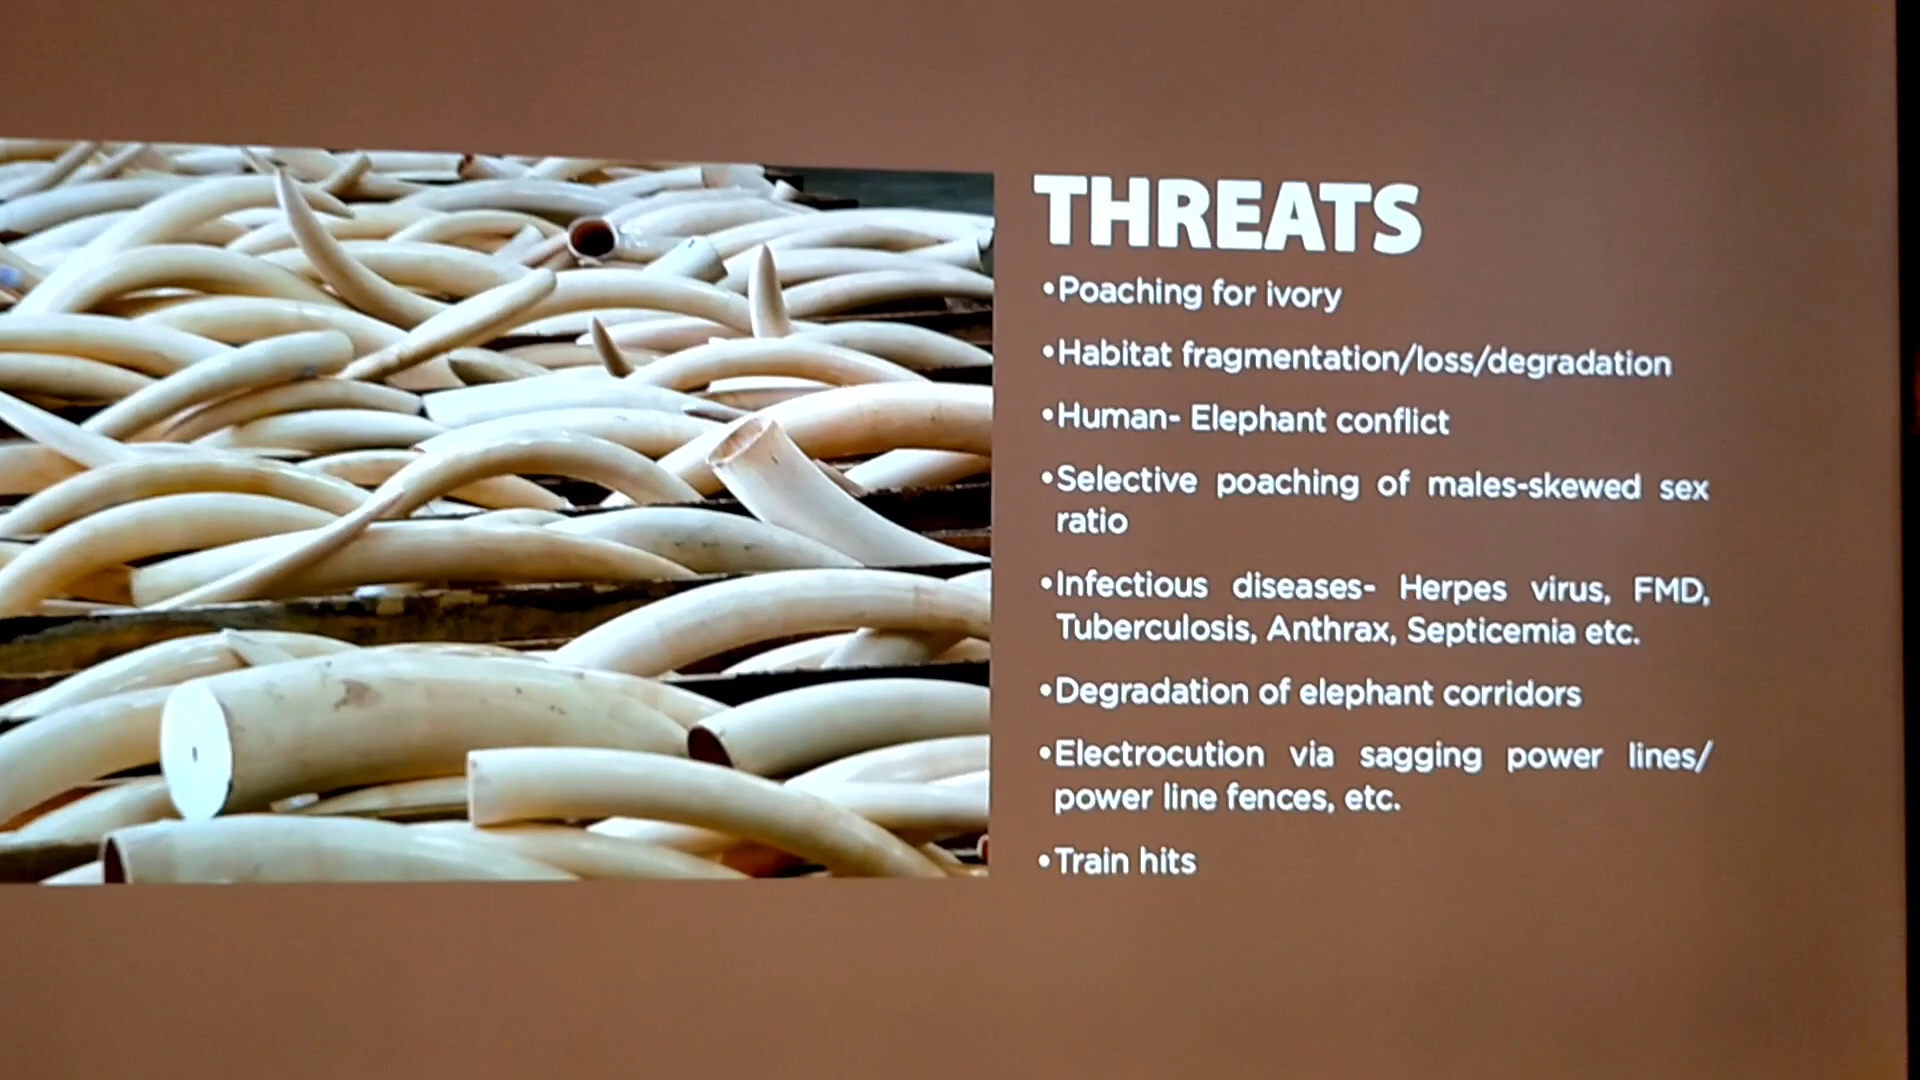 THREATS
•Poaching for ivory
•Habitat fragmentation/loss/degradation
•Human- Elephant conflict
•Selective poaching of males-skewed sex
ratio
•Infectious diseases- Herpes virus, FMD,
Tuberculosis, Anthrax, Septicemia etc.
•Degradation of elephant corridors
•Electrocution via sagging power lines/
power line fences, etc.
•Train hits